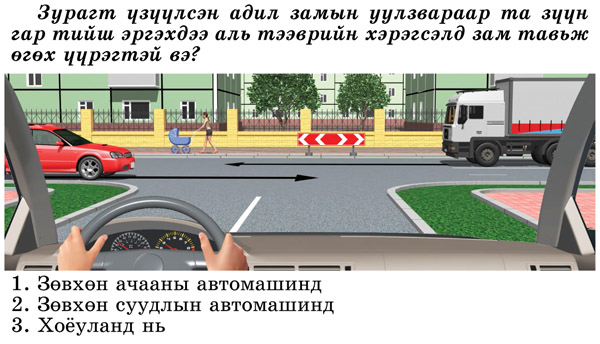 Зурагт үзүүлсэн адил замын уулзвараар та зүүн
гар тийш эргэхдээ аль тээврийн хэрэгсэлд зам тавьж
өгөх үүрэгтэй вэ?
1. Зөвхөн ачааны автомашинд
2. Зөвхөн суудлын автомашинд
3. Хоёуланд нь